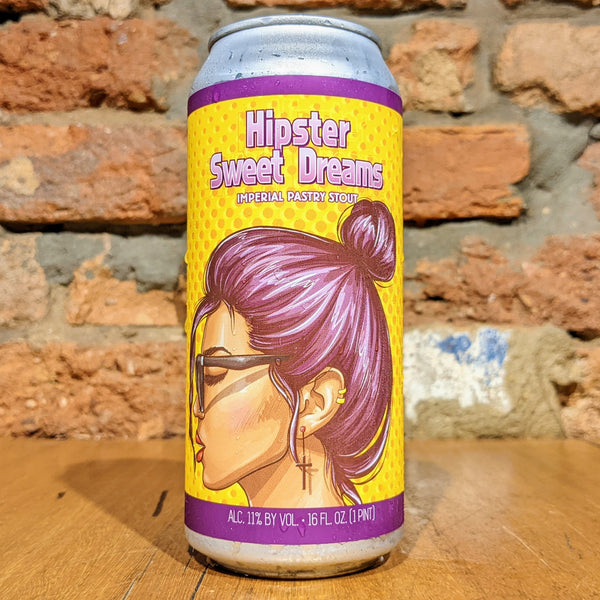 Hipster
Sweet Dreams
IMPERIAL PASTRY STOUT
ALC. 11% BY VOL. • 16 FL. OZ. (1 PINT)